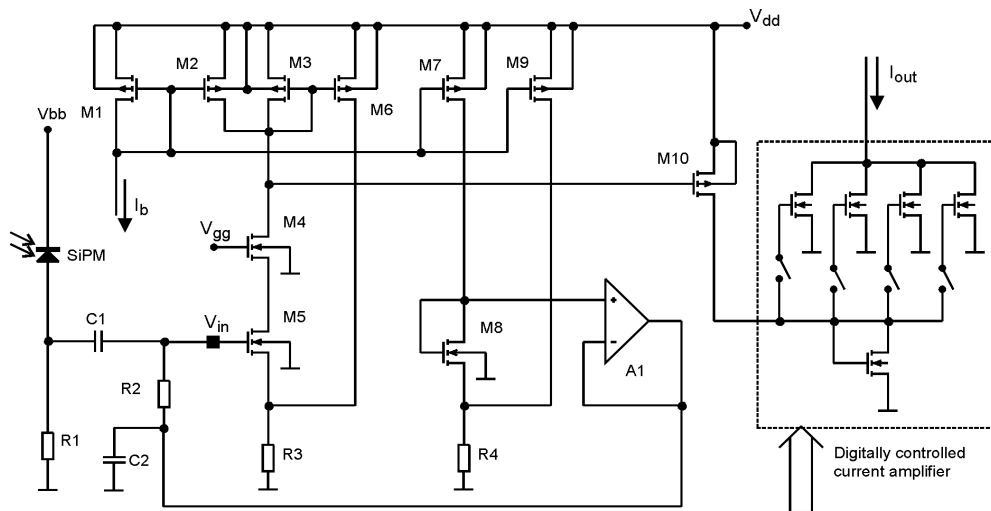 Vdd
M2
M3
M7
M9
M1
M6
Iout
Vbb
M10
Ib
M4
Vgg
SiPM
C1
Vin
M5
M8
A1
R2
R1
C2
R3
R4
Digitally controlled
current amplifier